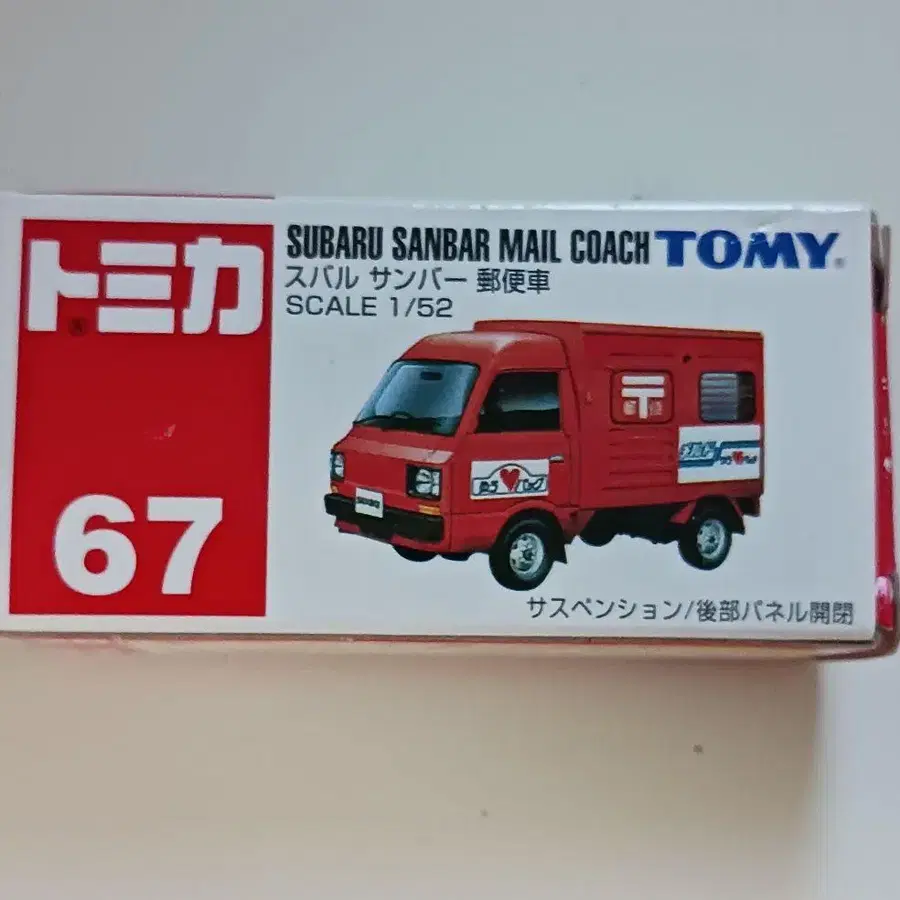 トミカ
67
SUBARU SANBAR MAIL COACH TOMY
スバル サンバー 郵便車
SCALE 1/52
〒
サスペンション/後部パネル開閉